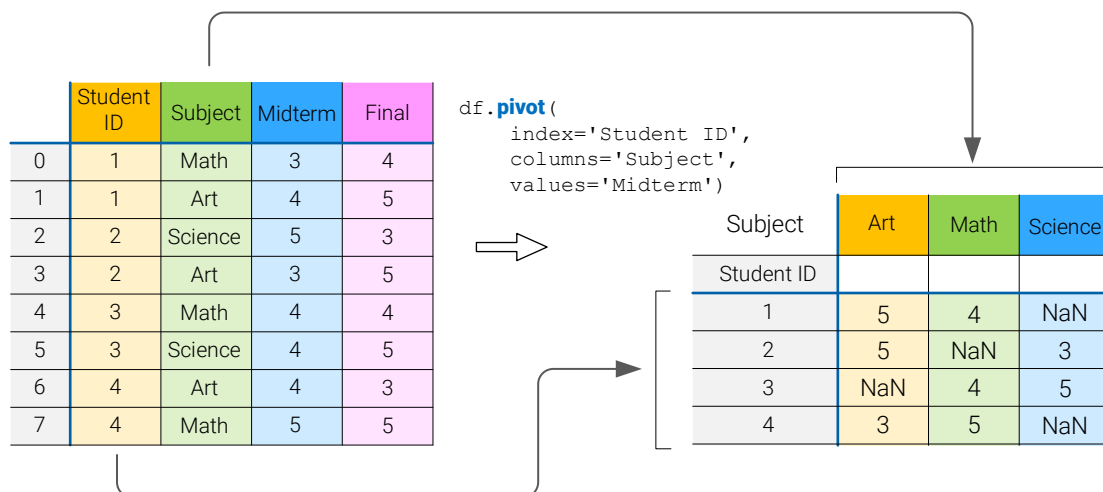 Student ID Subject Midterm Final
0 1 Math 3 4
1 1 Art 4 5
2 2 Science 5 3
3 2 Art 3 5
4 3 Math 4 4
5 3 Science 4 5
6 4 Art 4 3
7 4 Math 5 5
df.pivot(
index='Student ID',
columns='Subject',
values='Midterm')
Subject Art Math Science
Student ID
1 5 4 NaN
2 5 NaN 3
3 NaN 4 5
4 3 5 NaN